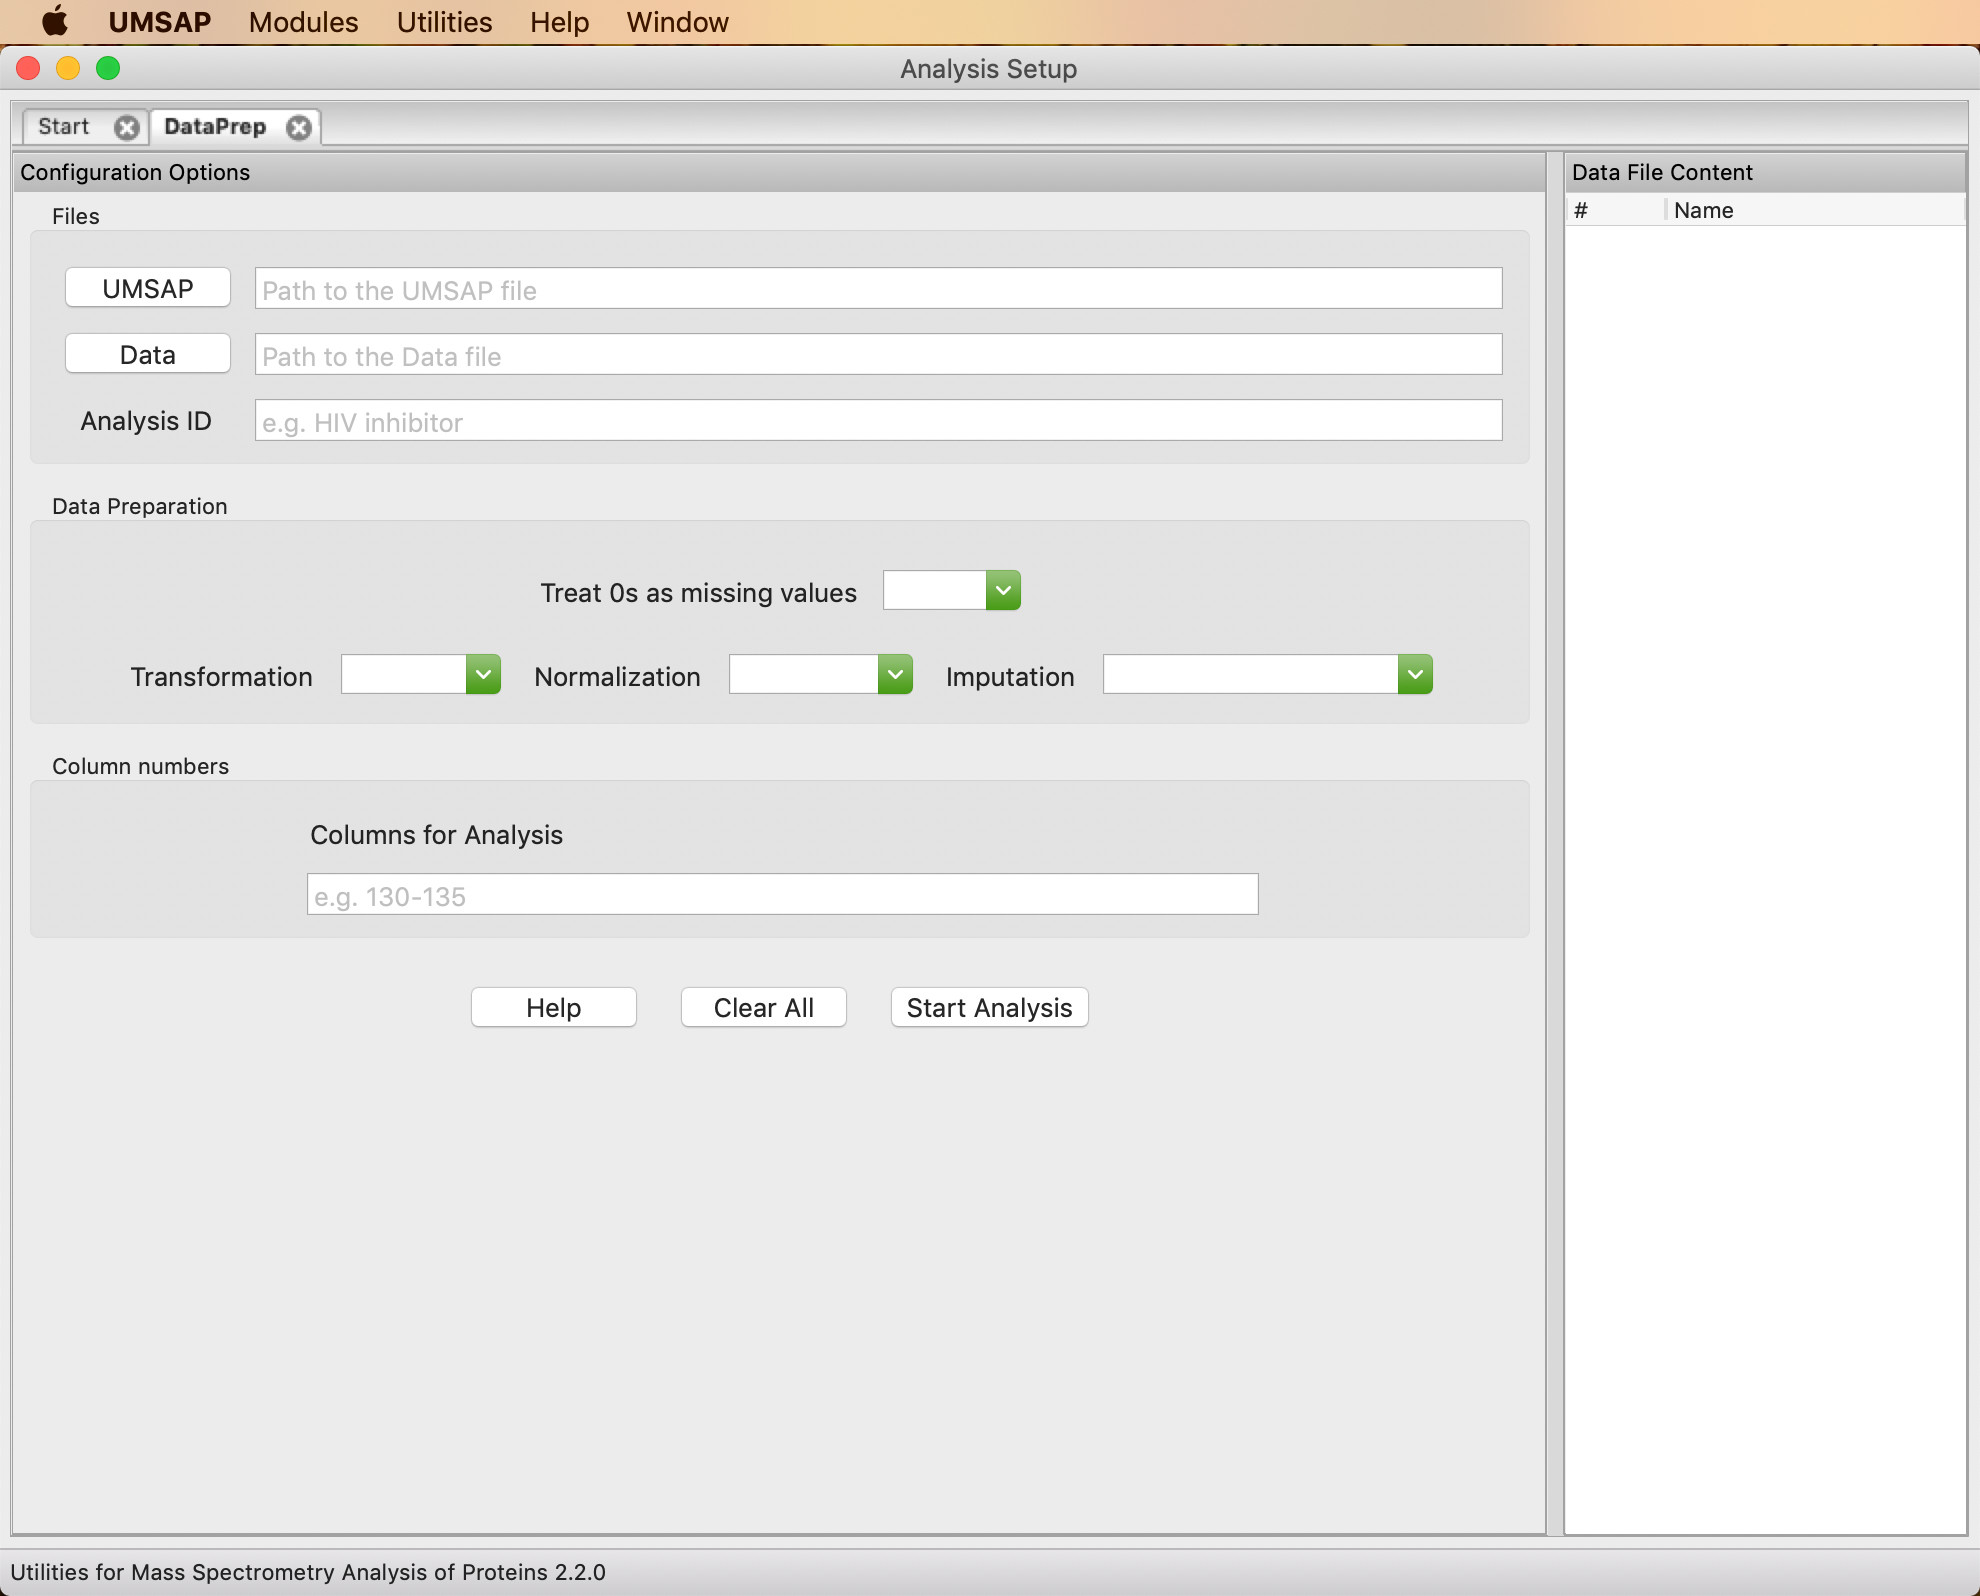 UMSAP Modules Utilities Help Window
Analysis Setup
Start DataPrep
Configuration Options
Files
UMSAP Path to the UMSAP file
Data Path to the Data file
Analysis ID e.g. HIV inhibitor
Data Preparation
Treat 0s as missing values
Transformation Normalization Imputation
Column numbers
Columns for Analysis
e.g. 130-135
Help Clear All Start Analysis
Data File Content
# Name
Utilities for Mass Spectrometry Analysis of Proteins 2.2.0